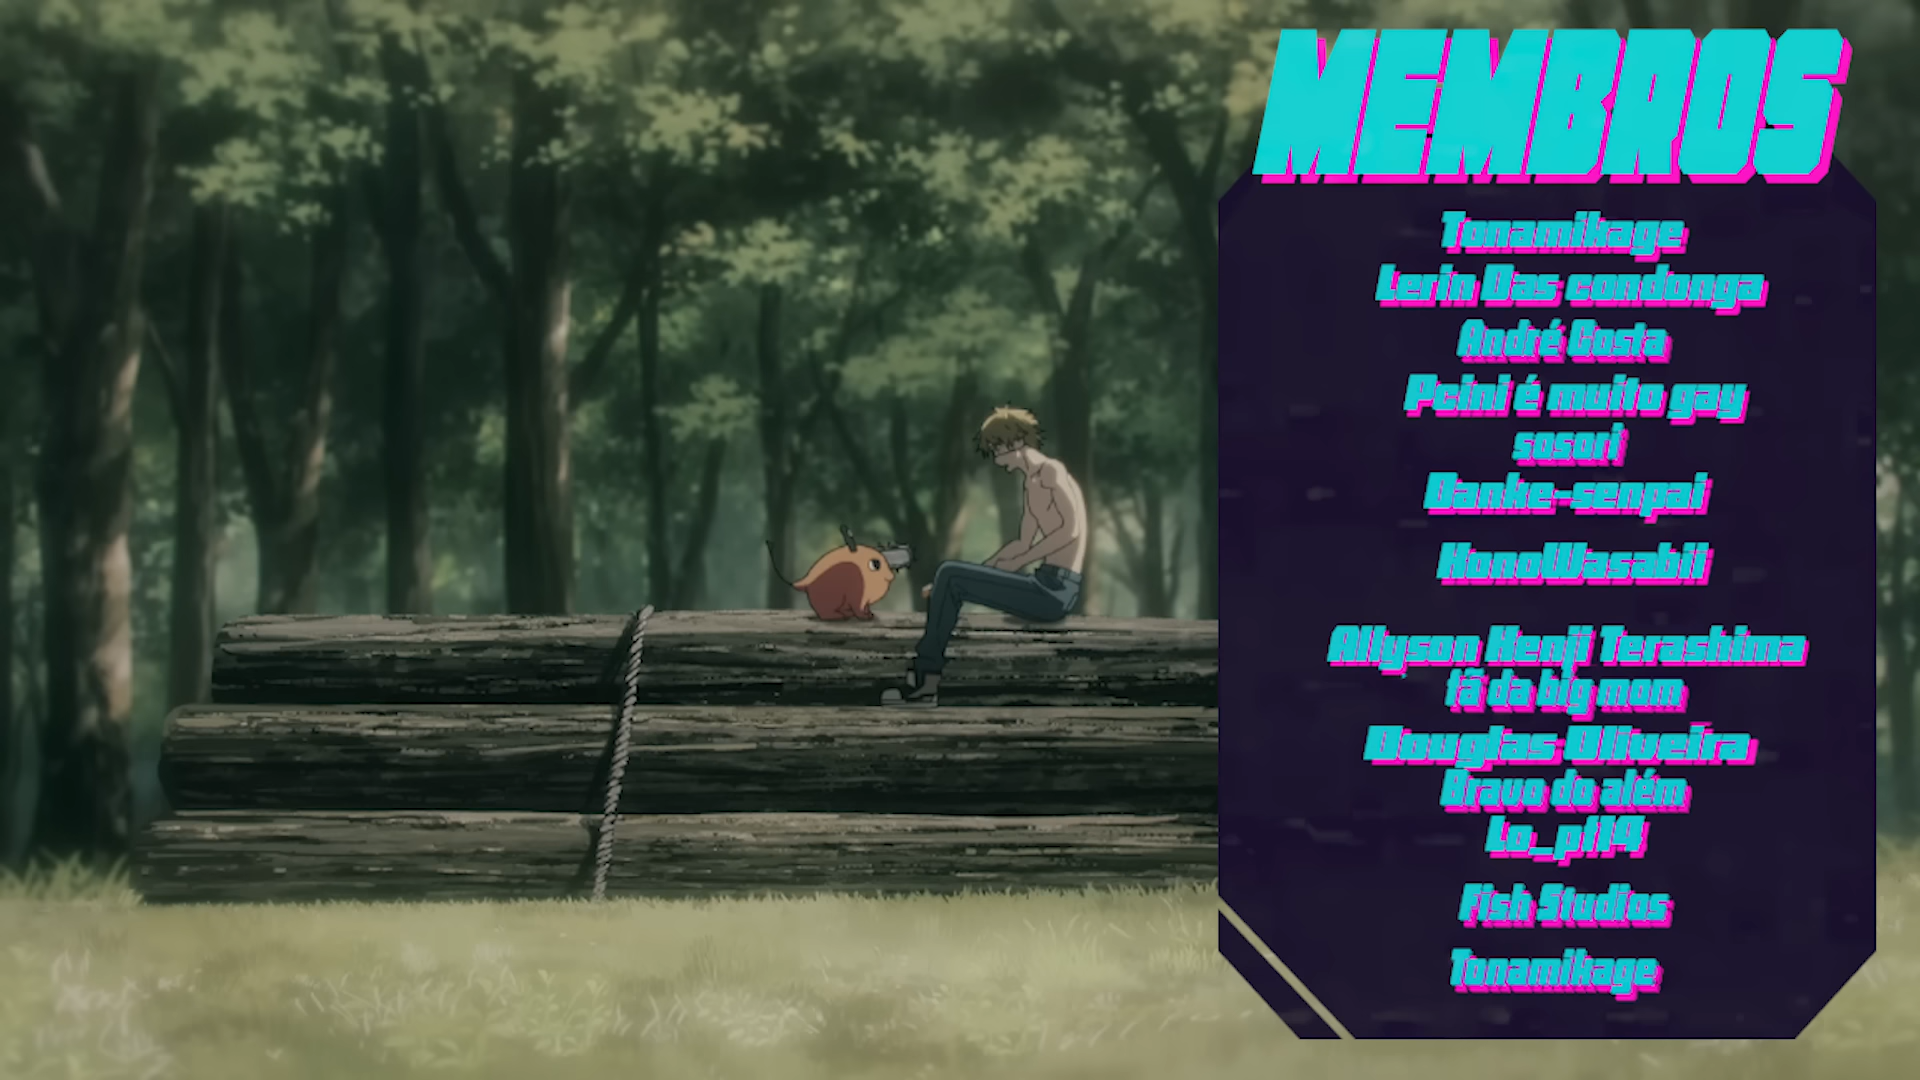 MEMBROS
Tonamikage
Lerin Das condonga
André Costa
Pcini é muito gay
sosori
Danke-senpai
KonoWasabii
Allyson Kenji Terashima
fã da big mom
Douglas Oliveira
Bravo do além
Lo_pf14
Fish Studios
Tonamikage